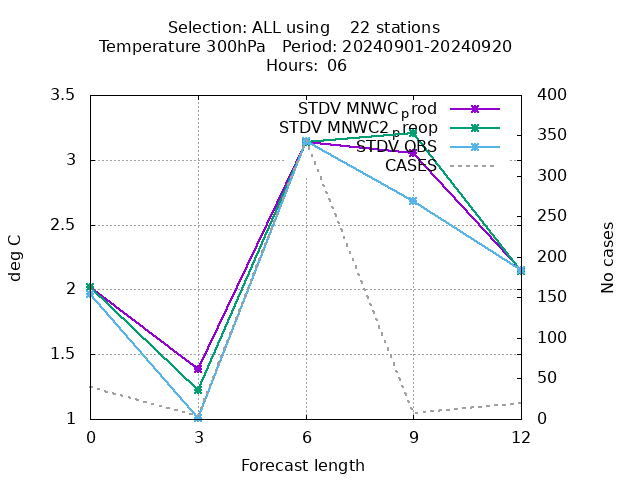 Selection: ALL using    22 stations
Temperature 300hPa   Period: 20240901-20240920
Hours:  06
STDV MNWC_prod
STDV MNWC2_preop
STDV OBS
CASES
3.5
3
2.5
2
1.5
1
400
350
300
250
200
150
100
50
0
deg C
No cases
0 3 6 9 12
Forecast length